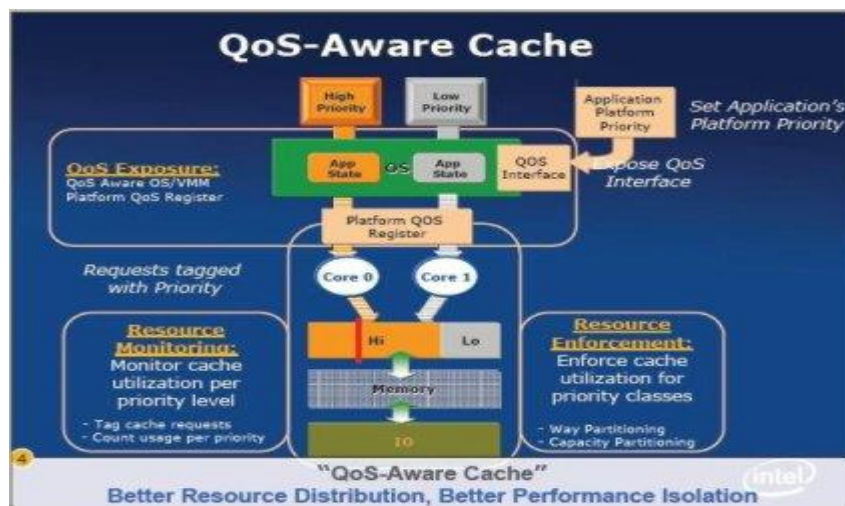 QoS-Aware Cache
High
Priority
Low
Priority
Application
Platform
Priority
Set Application's
Platform Priority
QoS Exposure:
QoS Aware OS/VMM
Platform QoS Register
App
State
OS
App
State
QOS
Interface
Expose QoS
Interface
Platform QOS
Register
Requests tagged
with Priority
Core 0
Core 1
Resource
Monitoring:
Monitor cache
utilization per
priority level
- Tag cache requests
- Count usage per priority
Hi
Lo
Memory
IO
Resource
Enforcement:
Enforce cache
utilization for
priority classes
- Way Partitioning
- Capacity Partitioning
4
"QoS-Aware Cache"
Better Resource Distribution, Better Performance Isolation
intel